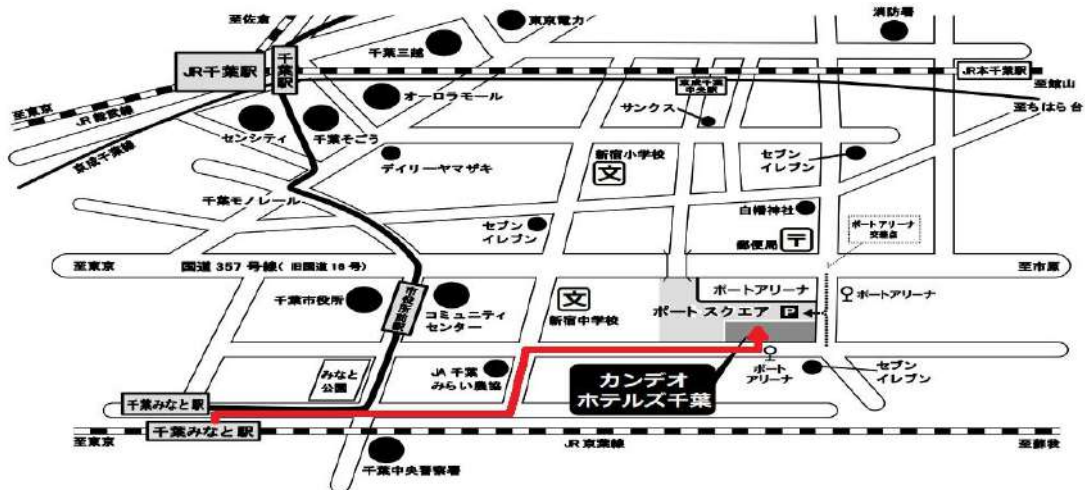 至佐倉
東京電力
消防署
千葉三越
JR千葉駅
千葉駅
JR本千葉駅
京成千葉
中央駅
至館山
至東京
JR総武線
オーロラモール
サンクス
至ちはら台
センシティ
千葉そごう
京成千葉線
デイリーヤマザキ
新宿小学校
文
セブン
イレブン
千葉モノレール
白幡神社
セブン
イレブン
郵便局
〒
ポートアリーナ
交差点
至東京
国道357号線(旧国道16号)
至市原
千葉市役所
市役所前駅
コミュニティ
センター
文
新宿中学校
ポートアリーナ
ポートスクエア
P
ポートアリーナ
みなと
公園
JA千葉
みらい農協
カンデオ
ホテルズ千葉
ポート
アリーナ
セブン
イレブン
千葉みなと駅
千葉みなと駅
至東京
JR京葉線
至蘇我
千葉中央警察署